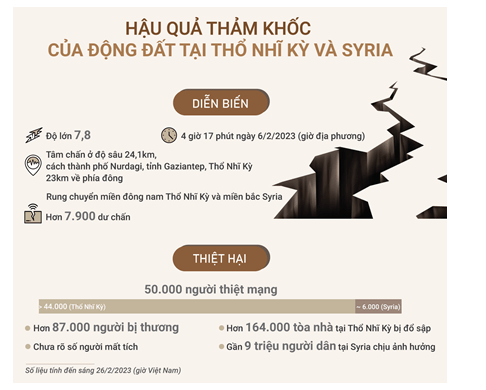 HẬU QUẢ THẢM KHỐC
CỦA ĐỘNG ĐẤT TẠI THỔ NHĨ KỲ VÀ SYRIA
DIỄN BIẾN
Độ lớn 7,8
4 giờ 17 phút ngày 6/2/2023 (giờ địa phương)
Tâm chấn ở độ sâu 24,1km,
cách thành phố Nurdagi, tỉnh Gaziantep, Thổ Nhĩ Kỳ
23km về phía đông
Rung chuyển miền đông nam Thổ Nhĩ Kỳ và miền bắc Syria
Hơn 7.900 dư chấn
THIỆT HẠI
50.000 người thiệt mạng
~ 44.000 (Thổ Nhĩ Kỳ)
~ 6.000 (Syria)
• Hơn 87.000 người bị thương
• Hơn 164.000 tòa nhà tại Thổ Nhĩ Kỳ bị đổ sập
• Chưa rõ số người mất tích
• Gần 9 triệu người dân tại Syria chịu ảnh hưởng
Số liệu tính đến sáng 26/2/2023 (giờ Việt Nam)